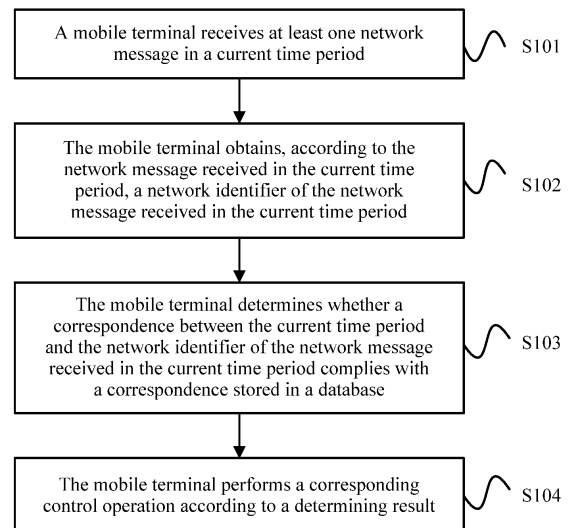 A mobile terminal receives at least one network
message in a current time period
S101
The mobile terminal obtains, according to the
network message received in the current time
period, a network identifier of the network
message received in the current time period
S102
The mobile terminal determines whether a
correspondence between the current time period
and the network identifier of the network message
received in the current time period complies with
a correspondence stored in a database
S103
The mobile terminal performs a corresponding
control operation according to a determining result
S104